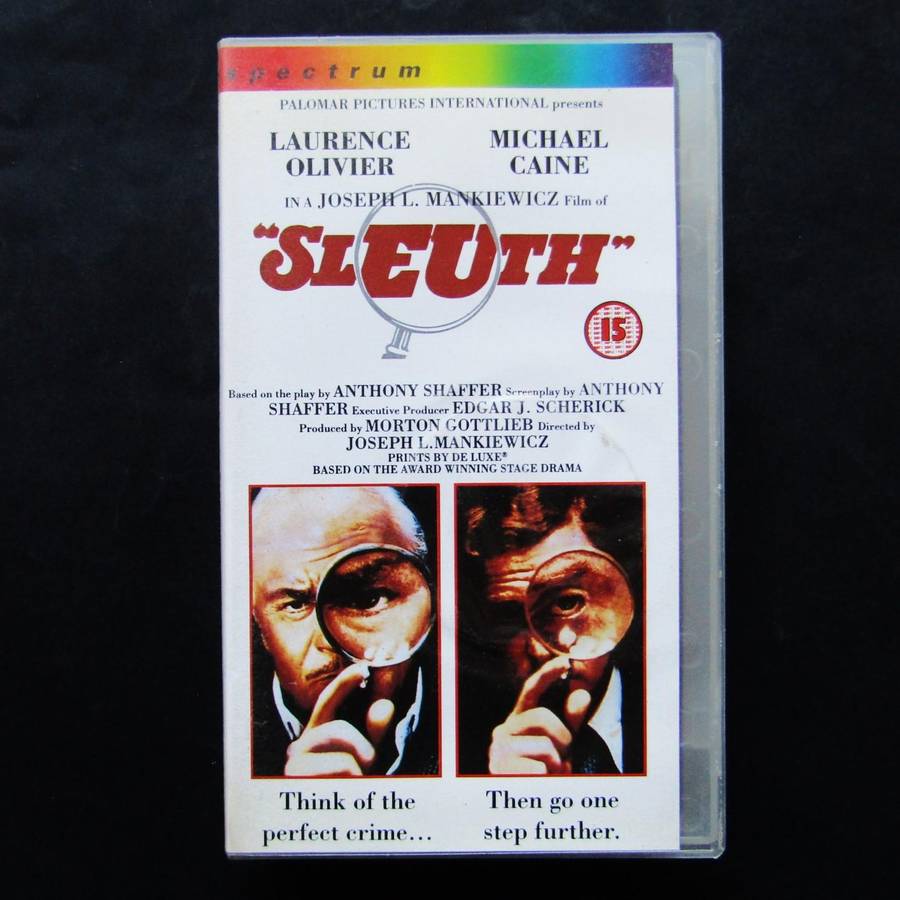 spectrum
PALOMAR PICTURES INTERNATIONAL presents
LAURENCE OLIVIER
MICHAEL CAINE
IN A JOSEPH L. MANKIEWICZ Film of
"SLEUTH"
15
Based on the play by ANTHONY SHAFFER Screenplay by ANTHONY
SHAFFER Executive Producer EDGAR J. SCHERICK
Produced by MORTON GOTTLIEB Directed by
JOSEPH L.MANKIEWICZ
PRINTS BY DE LUXE®
BASED ON THE AWARD WINNING STAGE DRAMA
Think of the
perfect crime...
Then go one
step further.